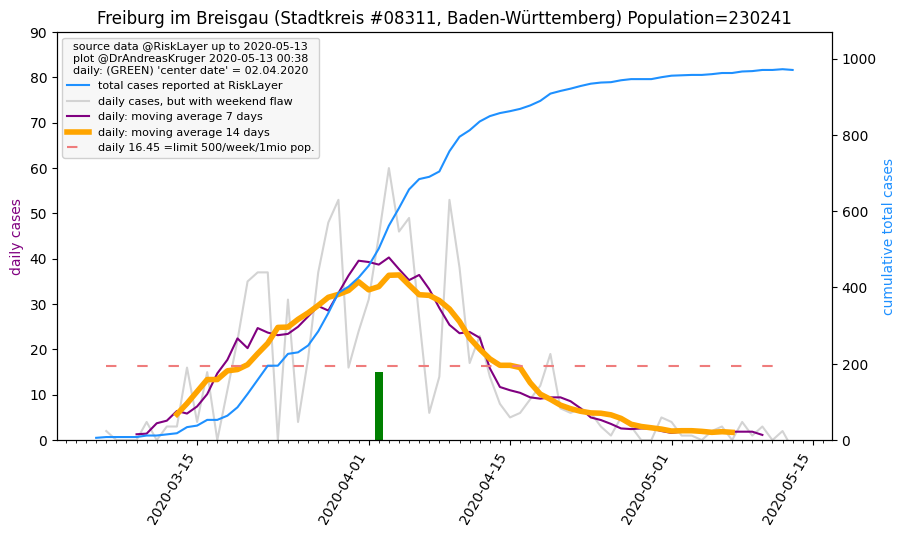 Freiburg im Breisgau (Stadtkreis #08311, Baden-Württemberg) Population=230241
source data @RiskLayer up to 2020-05-13
plot @DrAndreasKruger 2020-05-13 00:38
daily: (GREEN) 'center date' = 02.04.2020
total cases reported at RiskLayer
daily cases, but with weekend flaw
daily: moving average 7 days
daily: moving average 14 days
daily 16.45 =limit 500/week/1mio pop.
daily cases
90
80
70
60
50
40
30
20
10
0
cumulative total cases
1000
800
600
400
200
0
2020-03-15
2020-04-01
2020-04-15
2020-05-01
2020-05-15